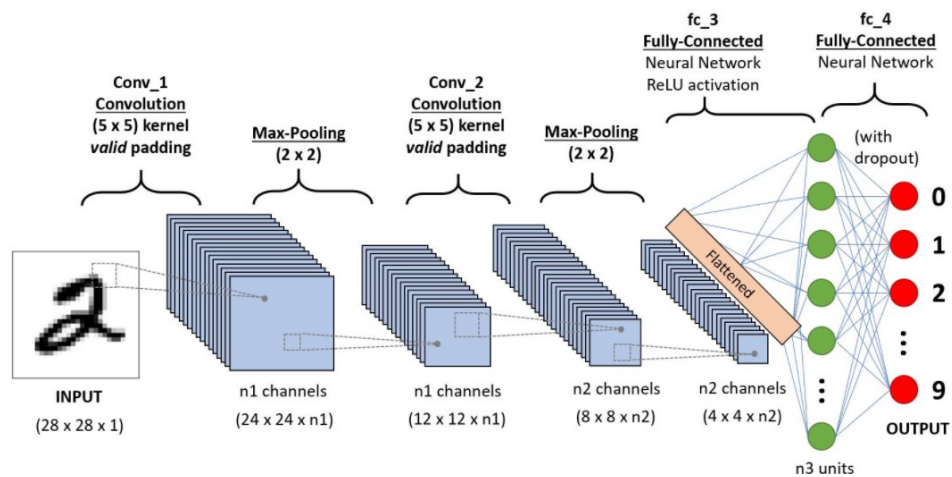 fc_3
Fully-Connected
Neural Network
ReLU activation
fc_4
Fully-Connected
Neural Network
Conv_1
Convolution
(5 x 5) kernel
valid padding
Max-Pooling
(2 x 2)
Conv_2
Convolution
(5 x 5) kernel
valid padding
Max-Pooling
(2 x 2)
(with
dropout)
Flattened
0
1
2
9
INPUT
(28 x 28 x 1)
n1 channels
(24 x 24 x n1)
n1 channels
(12 x 12 x n1)
n2 channels
(8 x 8 x n2)
n2 channels
(4 x 4 x n2)
n3 units
OUTPUT
2